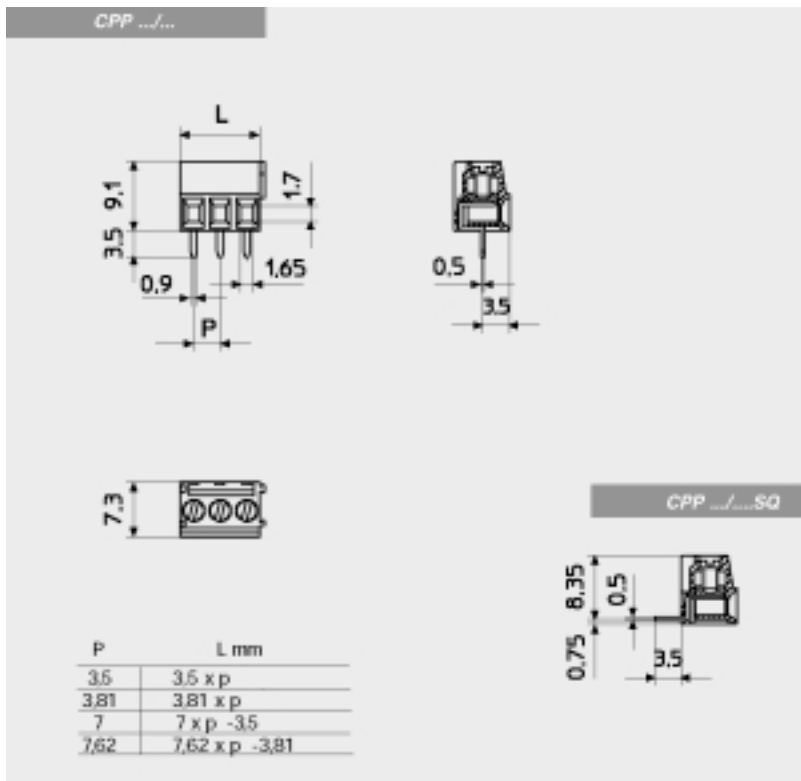 CPP .../...
L
9,1
1.7
3.5
0.9
1,65
P
0,5
3.5
7.3
CPP .../....SQ
8,35
0,5
0,75
3.5
P L mm
3,5 3,5 x p
3,81 3,81 x p
7 7 x p -3,5
7,62 7,62 x p -3,81